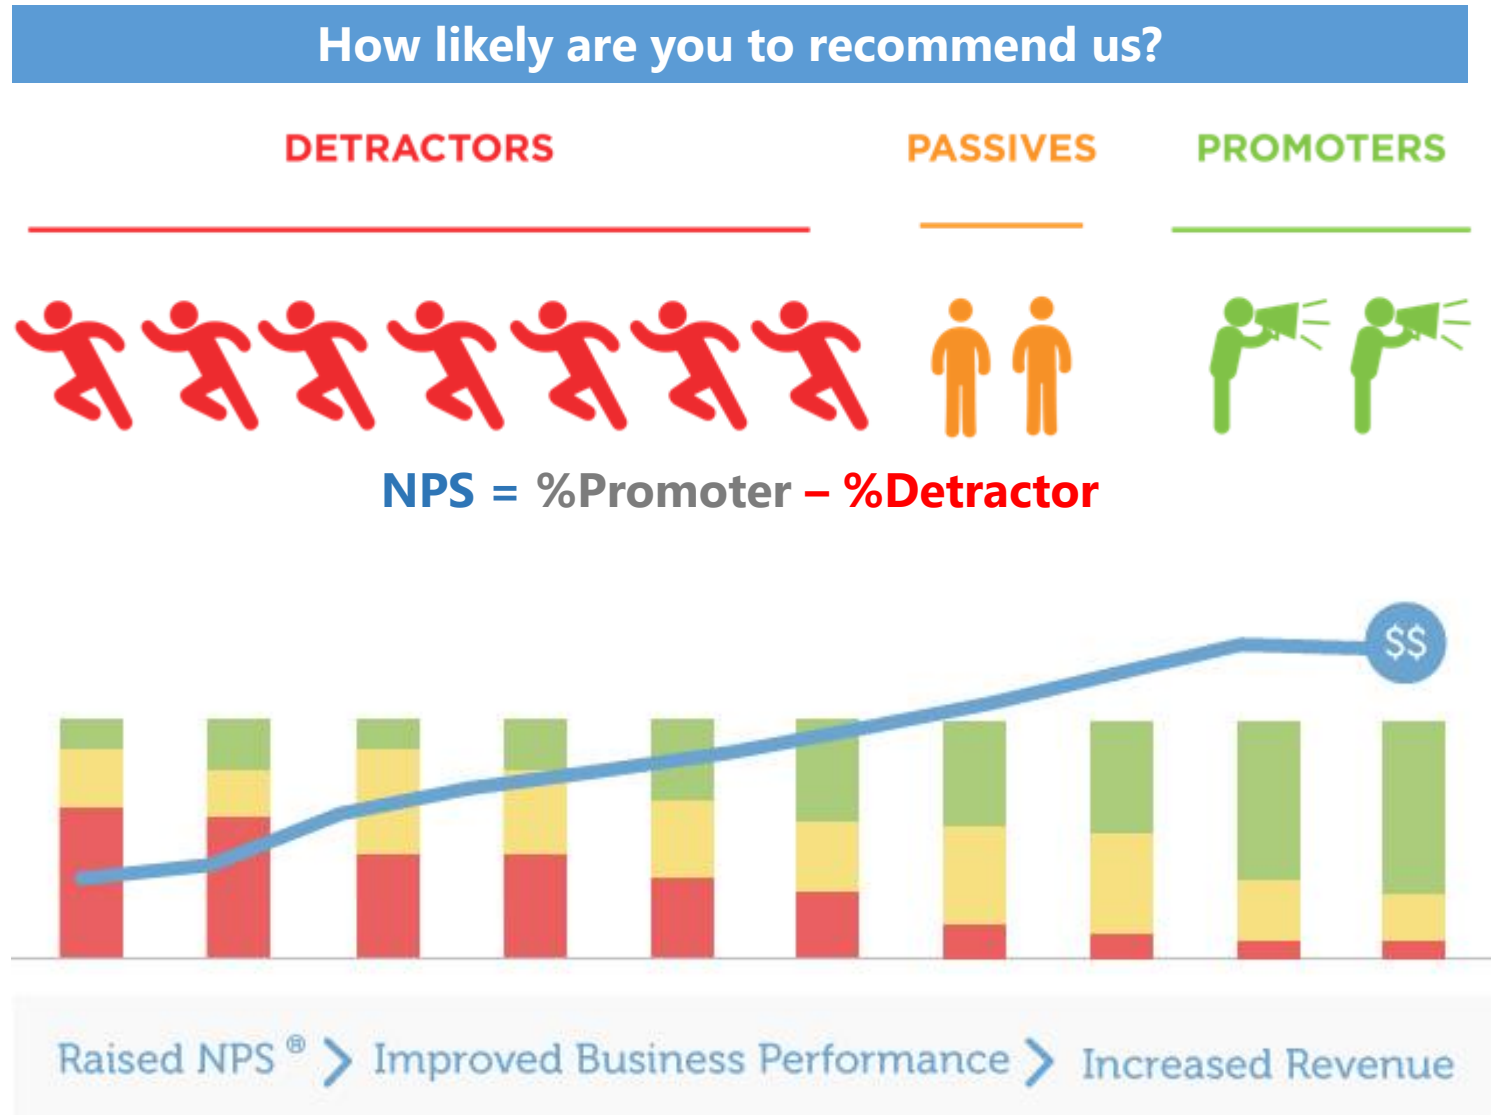 How likely are you to recommend us?
DETRACTORS PASSIVES PROMOTERS
NPS = %Promoter – %Detractor
$$
Raised NPS ® > Improved Business Performance > Increased Revenue